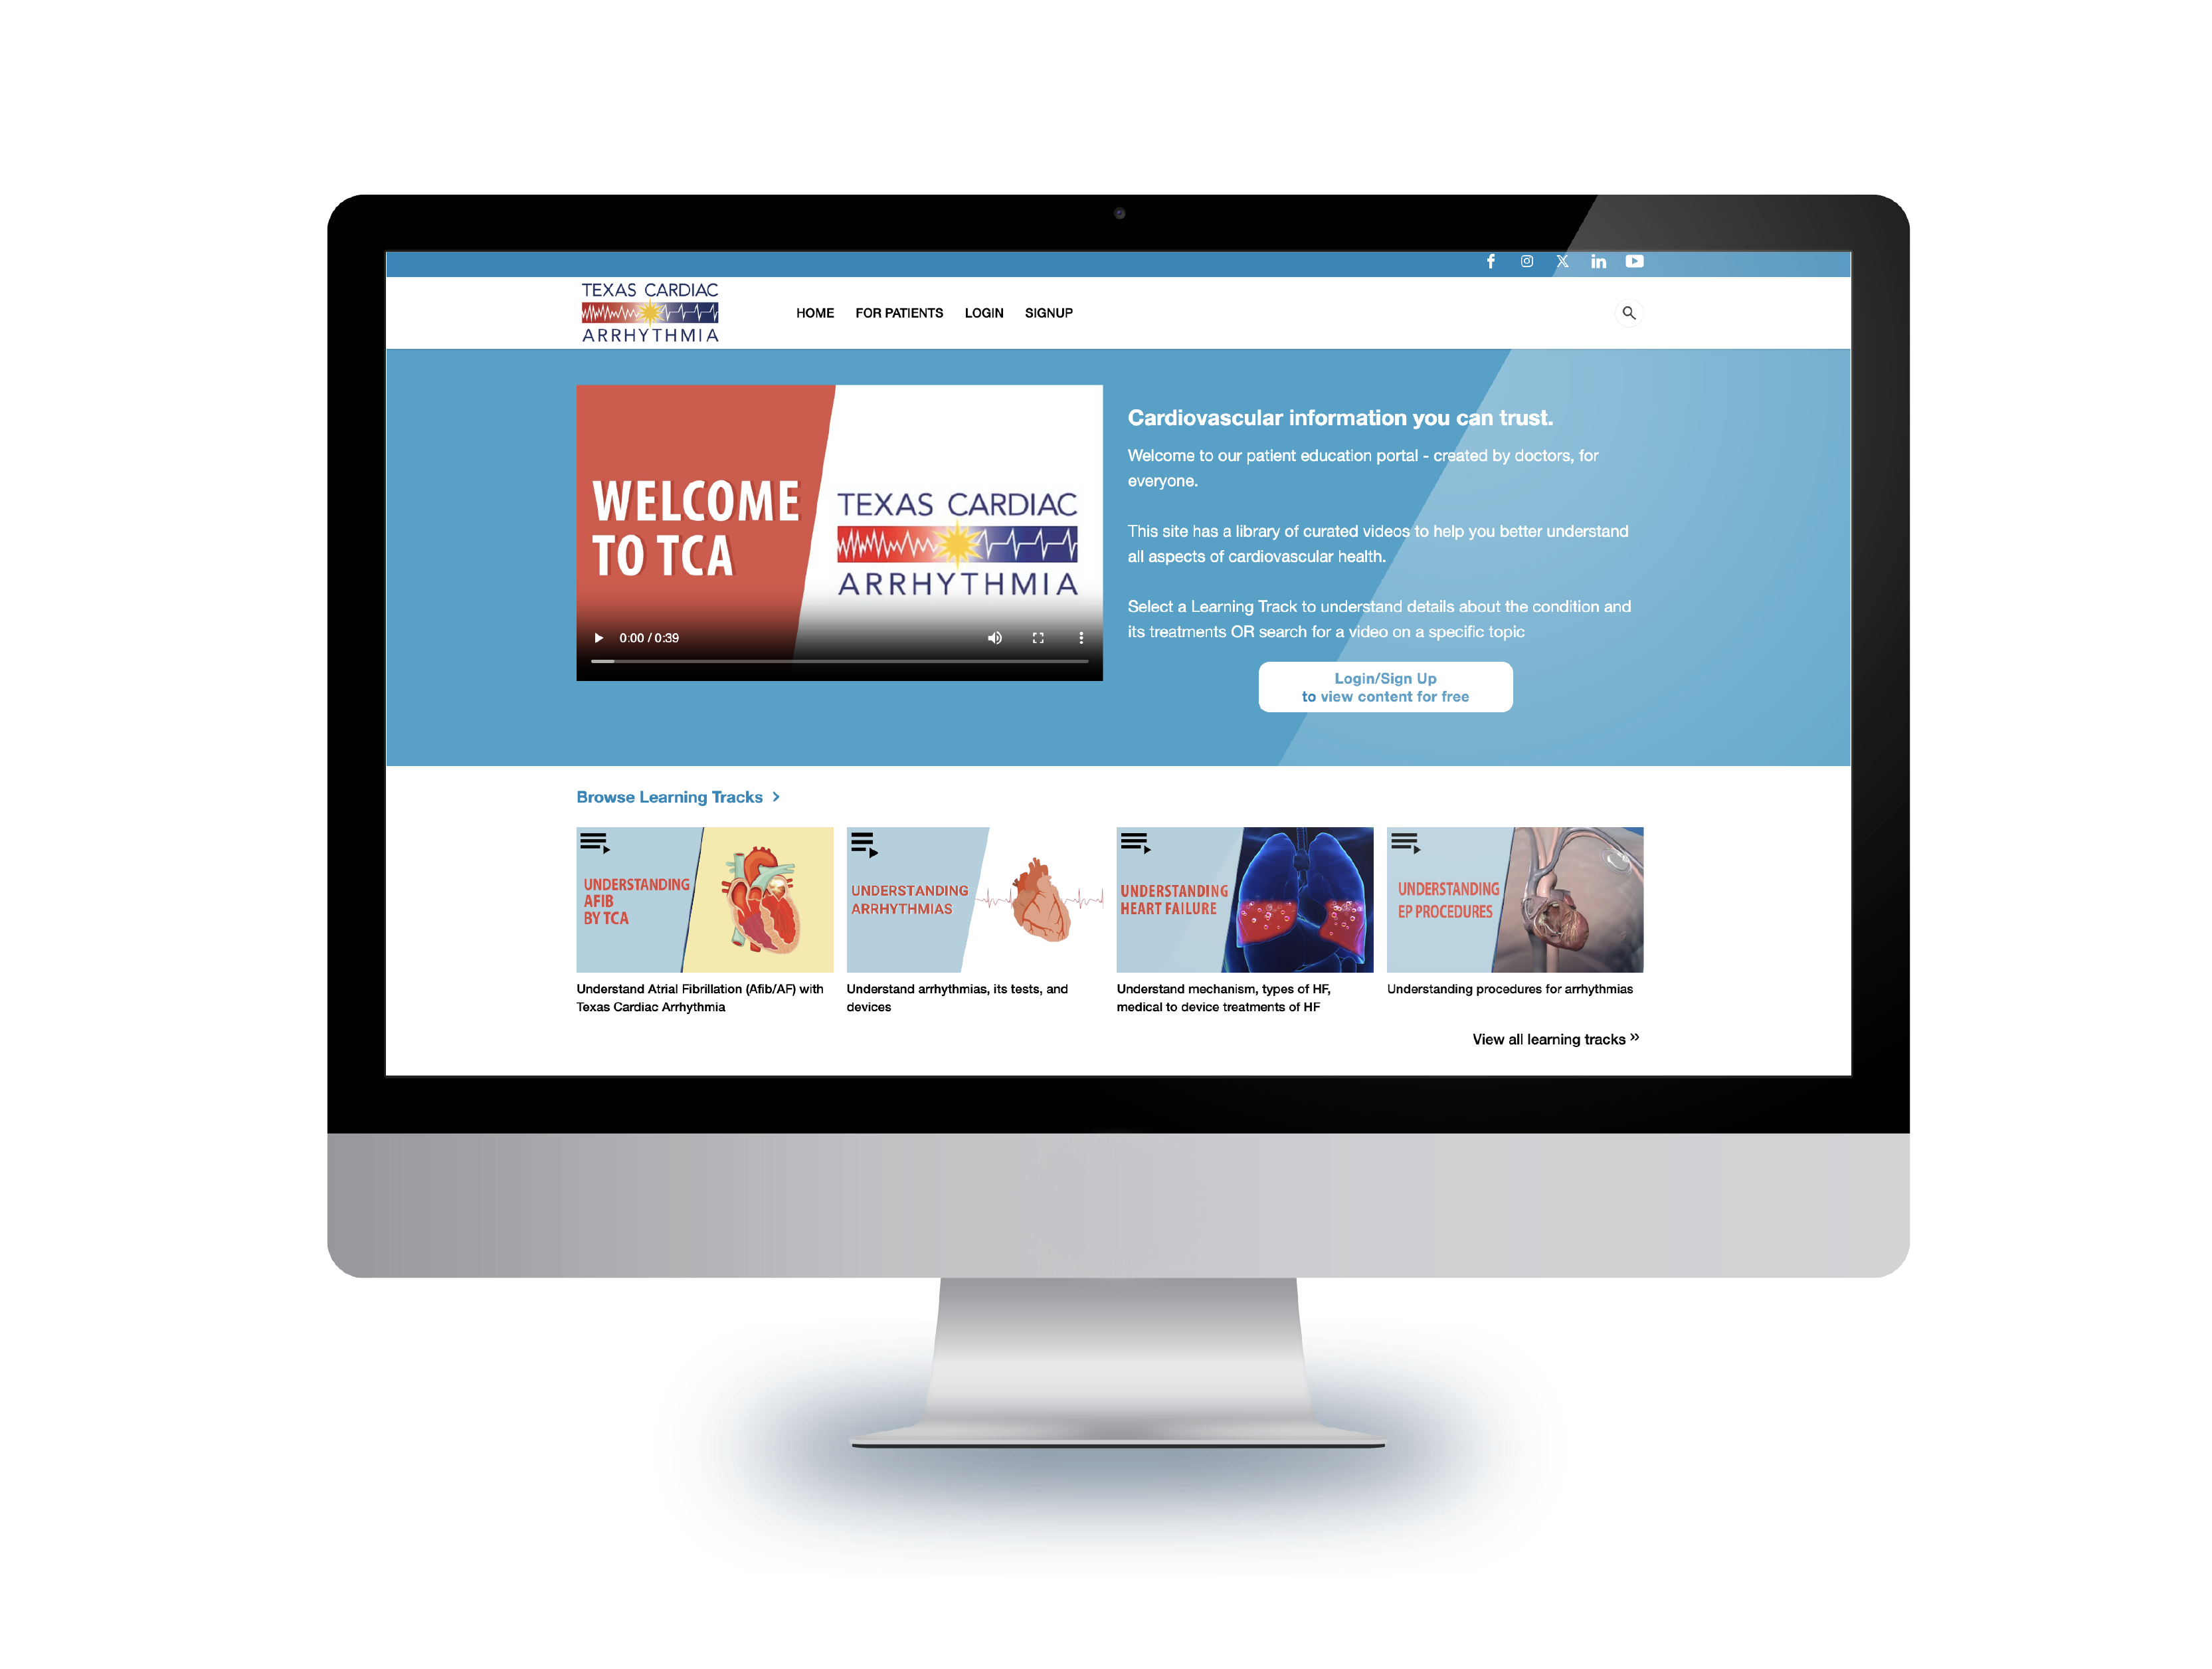 TEXAS CARDIAC
ARRHYTHMIA
HOME FOR PATIENTS LOGIN SIGNUP
WELCOME
TO TCA
TEXAS CARDIAC
ARRHYTHMIA
0:00 / 0:39
Cardiovascular information you can trust.
Welcome to our patient education portal - created by doctors, for
everyone.
This site has a library of curated videos to help you better understand
all aspects of cardiovascular health.
Select a Learning Track to understand details about the condition and
its treatments OR search for a video on a specific topic
Login/Sign Up
to view content for free
Browse Learning Tracks >
UNDERSTANDING
AFIB
BY TCA
Understand Atrial Fibrillation (Afib/AF) with
Texas Cardiac Arrhythmia
UNDERSTANDING
ARRHYTHMIAS
Understand arrhythmias, its tests, and
devices
UNDERSTANDING
HEART FAILURE
Understand mechanism, types of HF,
medical to device treatments of HF
UNDERSTANDING
EP PROCEDURES
Understanding procedures for arrhythmias
View all learning tracks »